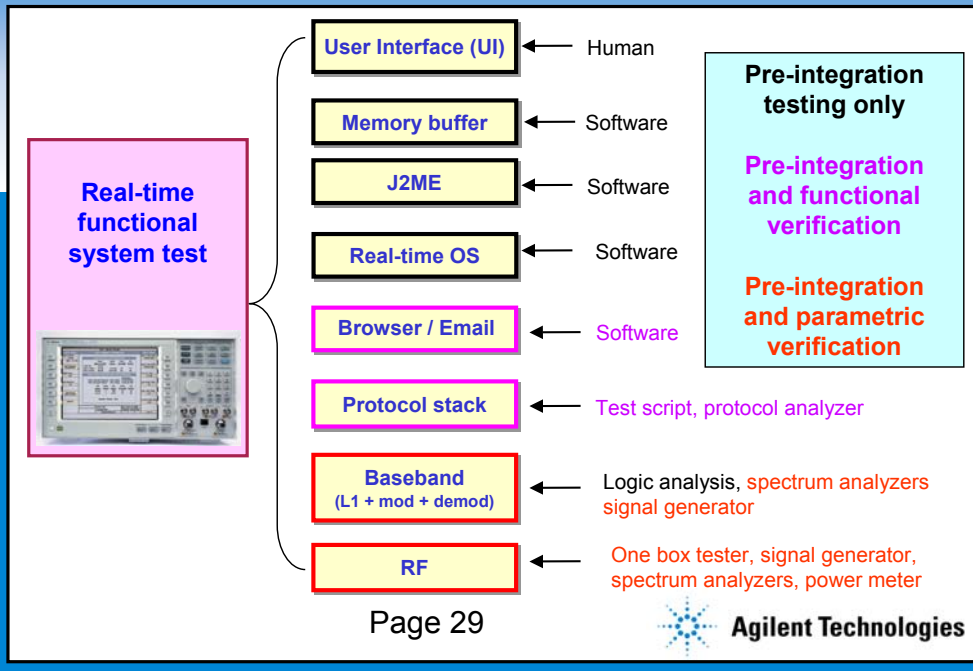 User Interface (UI)
Human
Memory buffer
Software
J2ME
Software
Real-time OS
Software
Browser / Email
Software
Protocol stack
Test script, protocol analyzer
Baseband
(L1 + mod + demod)
Logic analysis, spectrum analyzers
signal generator
RF
One box tester, signal generator,
spectrum analyzers, power meter
Real-time
functional
system test
Pre-integration
testing only
Pre-integration
and functional
verification
Pre-integration
and parametric
verification
Page 29
Agilent Technologies